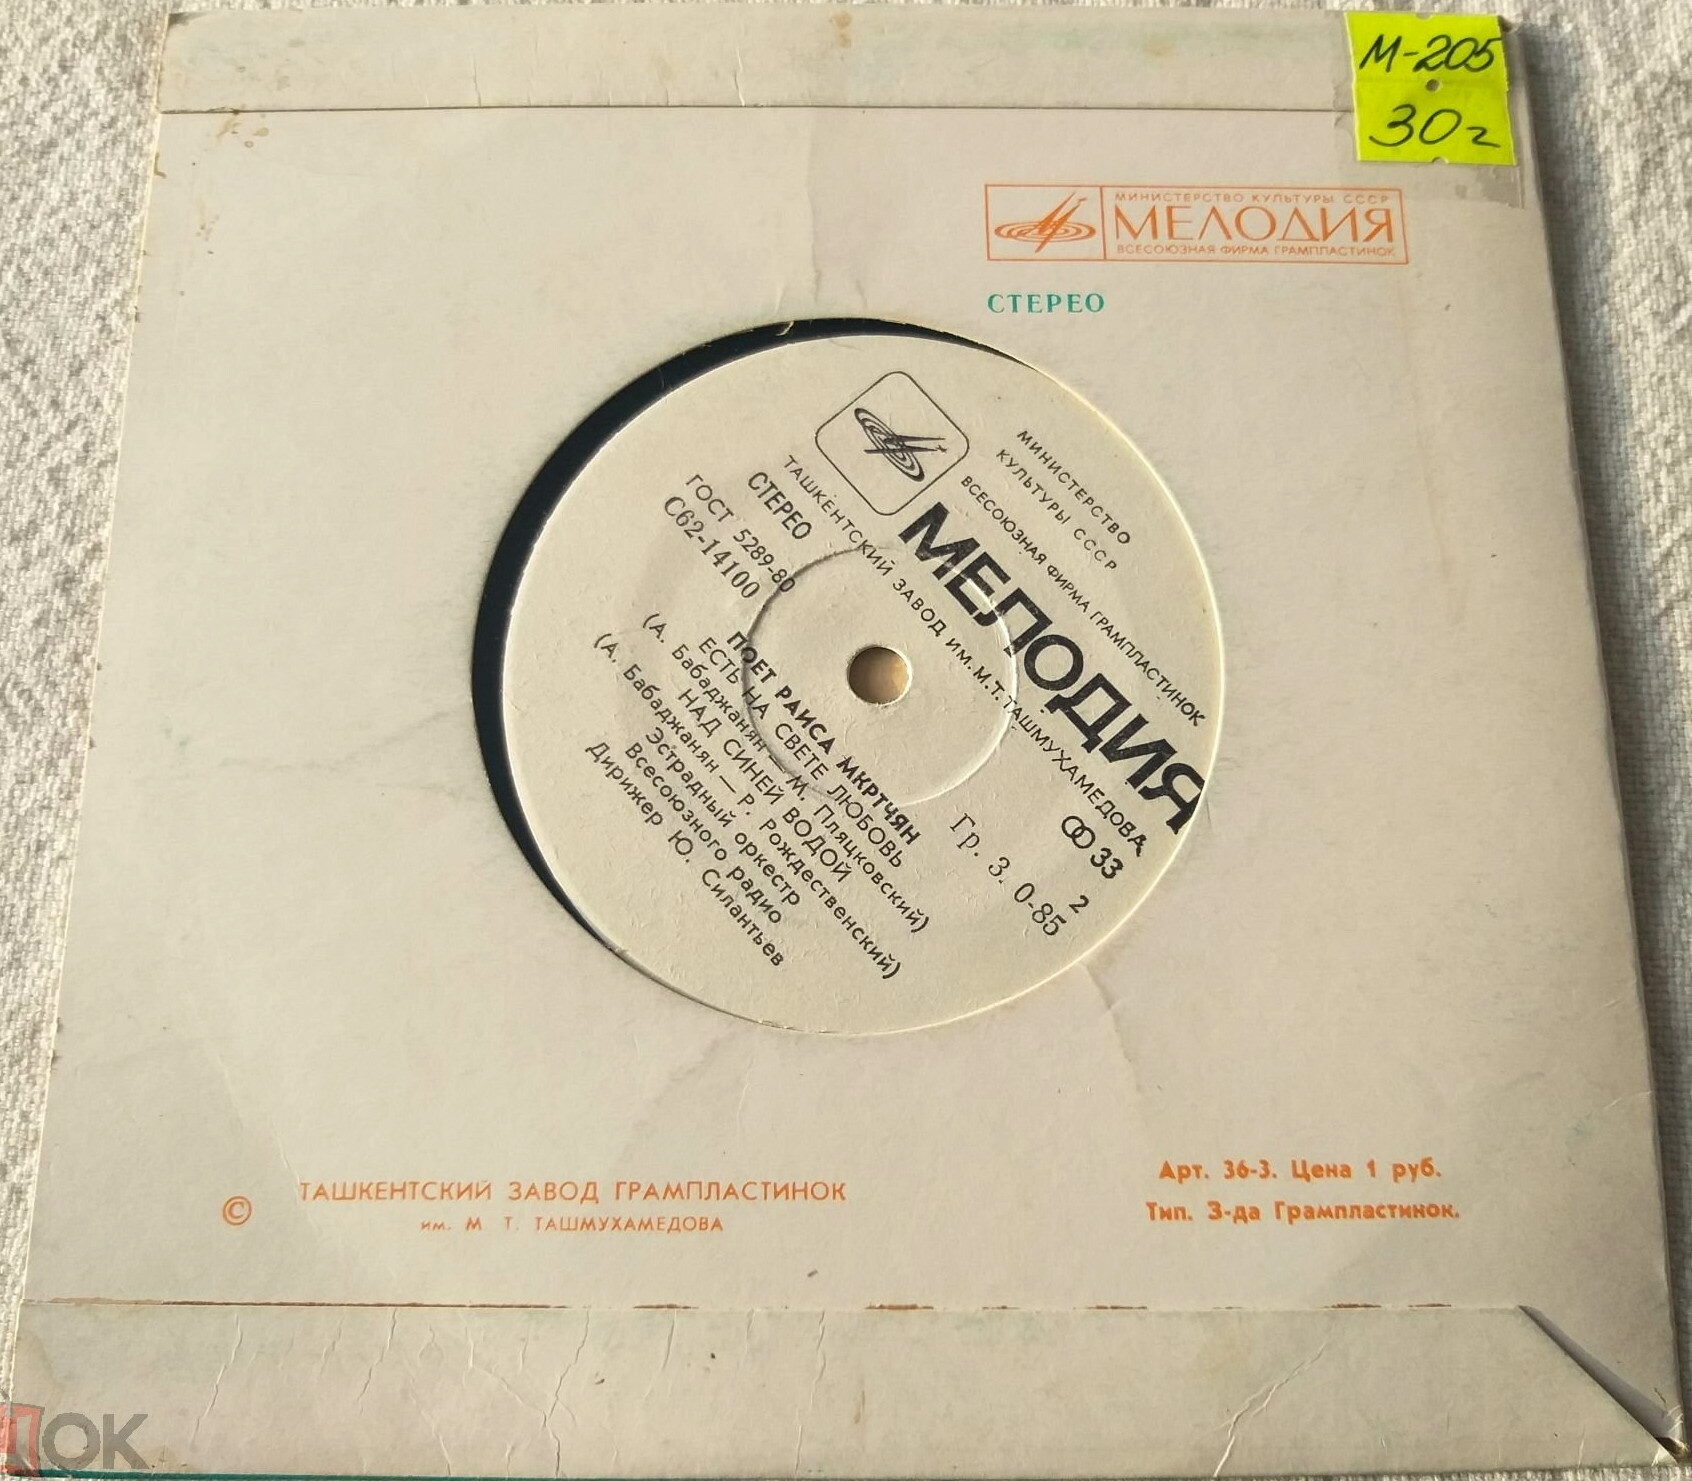 М-205
30г
МИНИСТЕРСТВО КУЛЬТУРЫ СССР
МЕЛОДИЯ
ВСЕСОЮЗНАЯ ФИРМА ГРАМПЛАСТИНОК
СТЕРЕО
МИНИСТЕРСТВО
КУЛЬТУРЫ СССР
ВСЕСОЮЗНАЯ ФИРМА ГРАМПЛАСТИНОК
МЕЛОДИЯ
ТАШКЕНТСКИЙ ЗАВОД ИМ. М.Т. ТАШМУХАМЕДОВА
СТЕРЕО
33
ГОСТ 5289-80
2
С62-14100
Гр. 3. 0-85
ПОЕТ РАИСА МКРТЧЯН
ЕСТЬ НА СВЕТЕ ЛЮБОВЬ
(А. Бабаджанян — М. Пляцковский)
НАД СИНЕЙ ВОДОЙ
(А. Бабаджанян — Р. Рождественский)
Эстрадный оркестр
Всесоюзного радио
Дирижер Ю. Силантьев
© ТАШКЕНТСКИЙ ЗАВОД ГРАМПЛАСТИНОК
им. М. Т. ТАШМУХАМЕДОВА
Арт. 36-3. Цена 1 руб.
Тип. З-да Грампластинок.
1OK